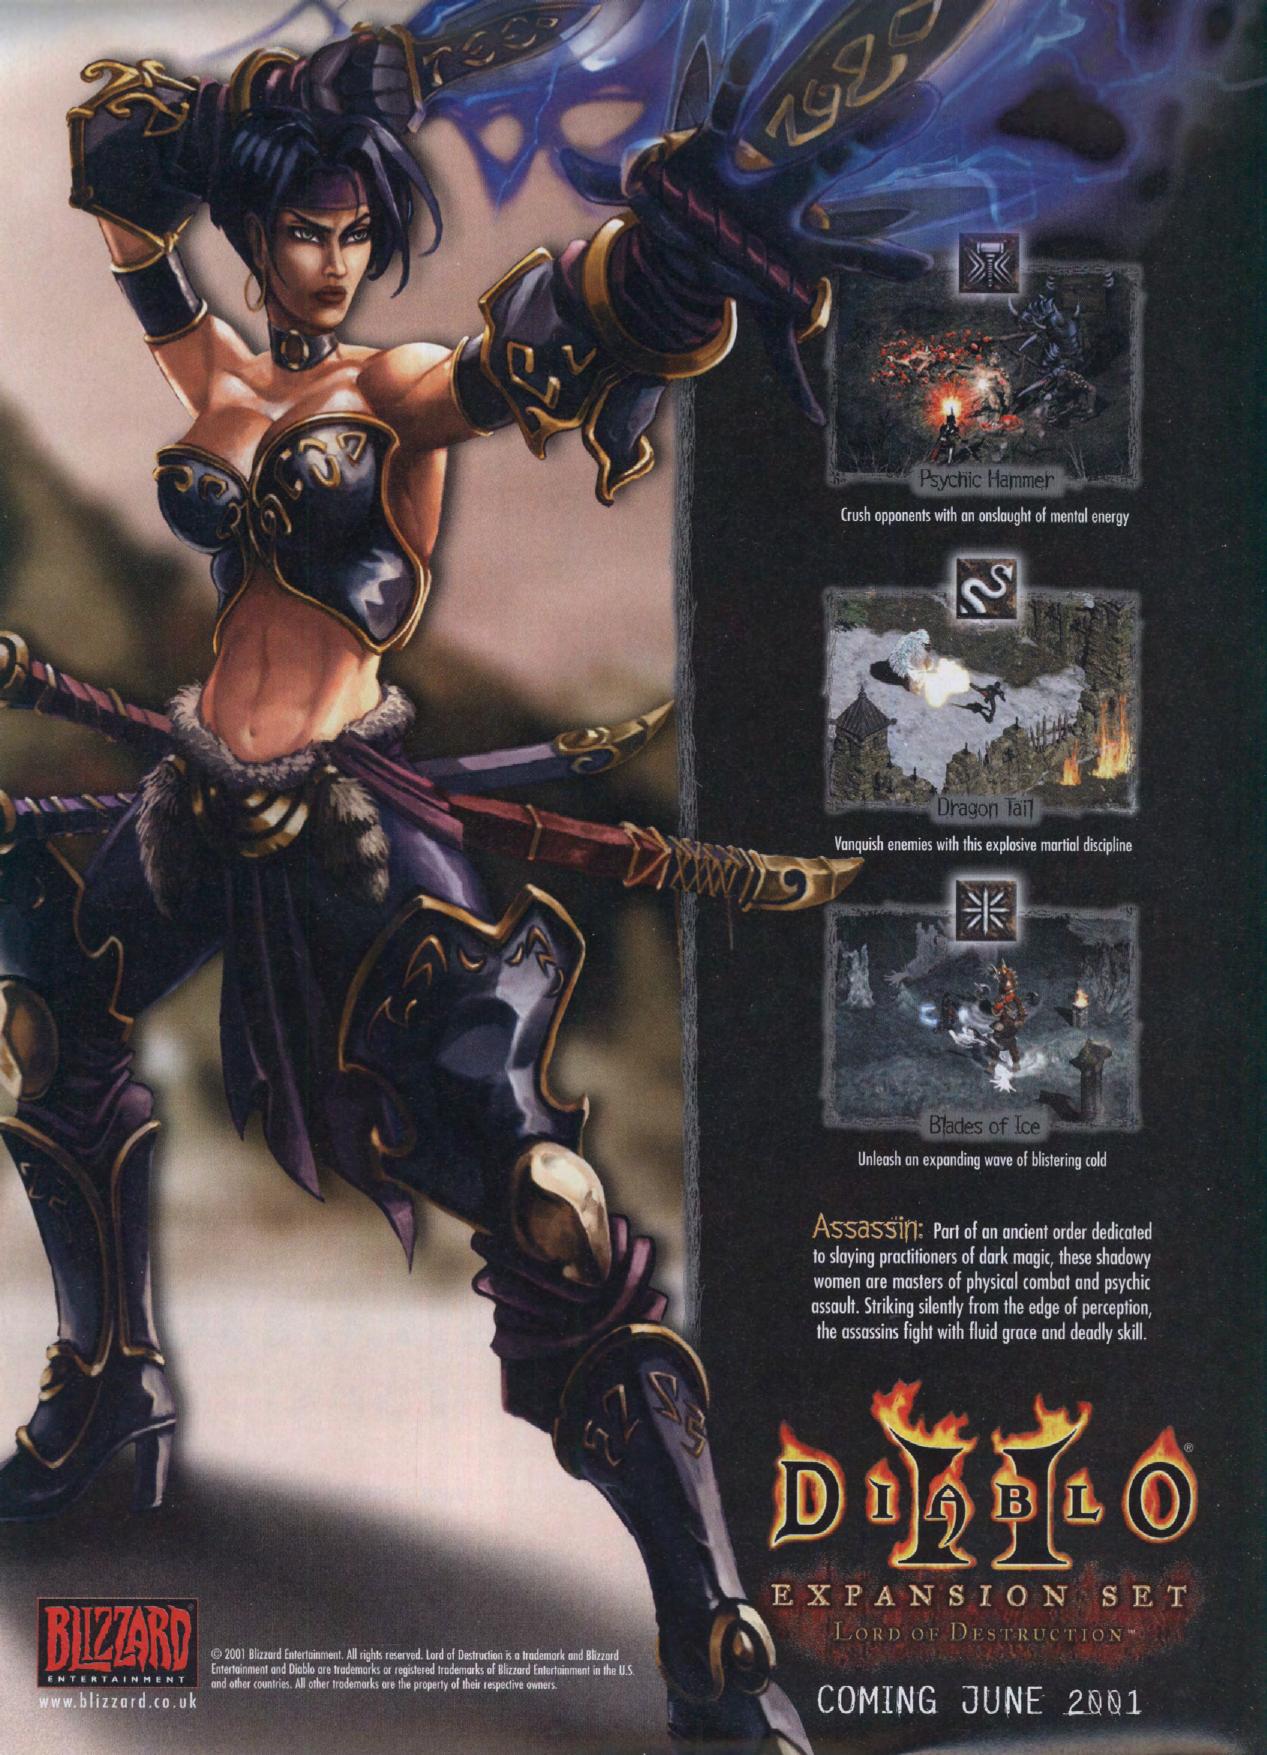 Psychic Hammer
Crush opponents with an onslaught of mental energy
Dragon Tail
Vanquish enemies with this explosive martial discipline
Blades of Ice
Unleash an expanding wave of blistering cold
Assassin: Part of an ancient order dedicated
to slaying practitioners of dark magic, these shadowy
women are masters of physical combat and psychic
assault. Striking silently from the edge of perception,
the assassins fight with fluid grace and deadly skill.
DIABLO®
II
EXPANSION SET
LORD OF DESTRUCTION™
COMING JUNE 2001
BLIZZARD®
ENTERTAINMENT
www.blizzard.co.uk
© 2001 Blizzard Entertainment. All rights reserved. Lord of Destruction is a trademark and Blizzard
Entertainment and Diablo are trademarks or registered trademarks of Blizzard Entertainment in the U.S.
and other countries. All other trademarks are the property of their respective owners.